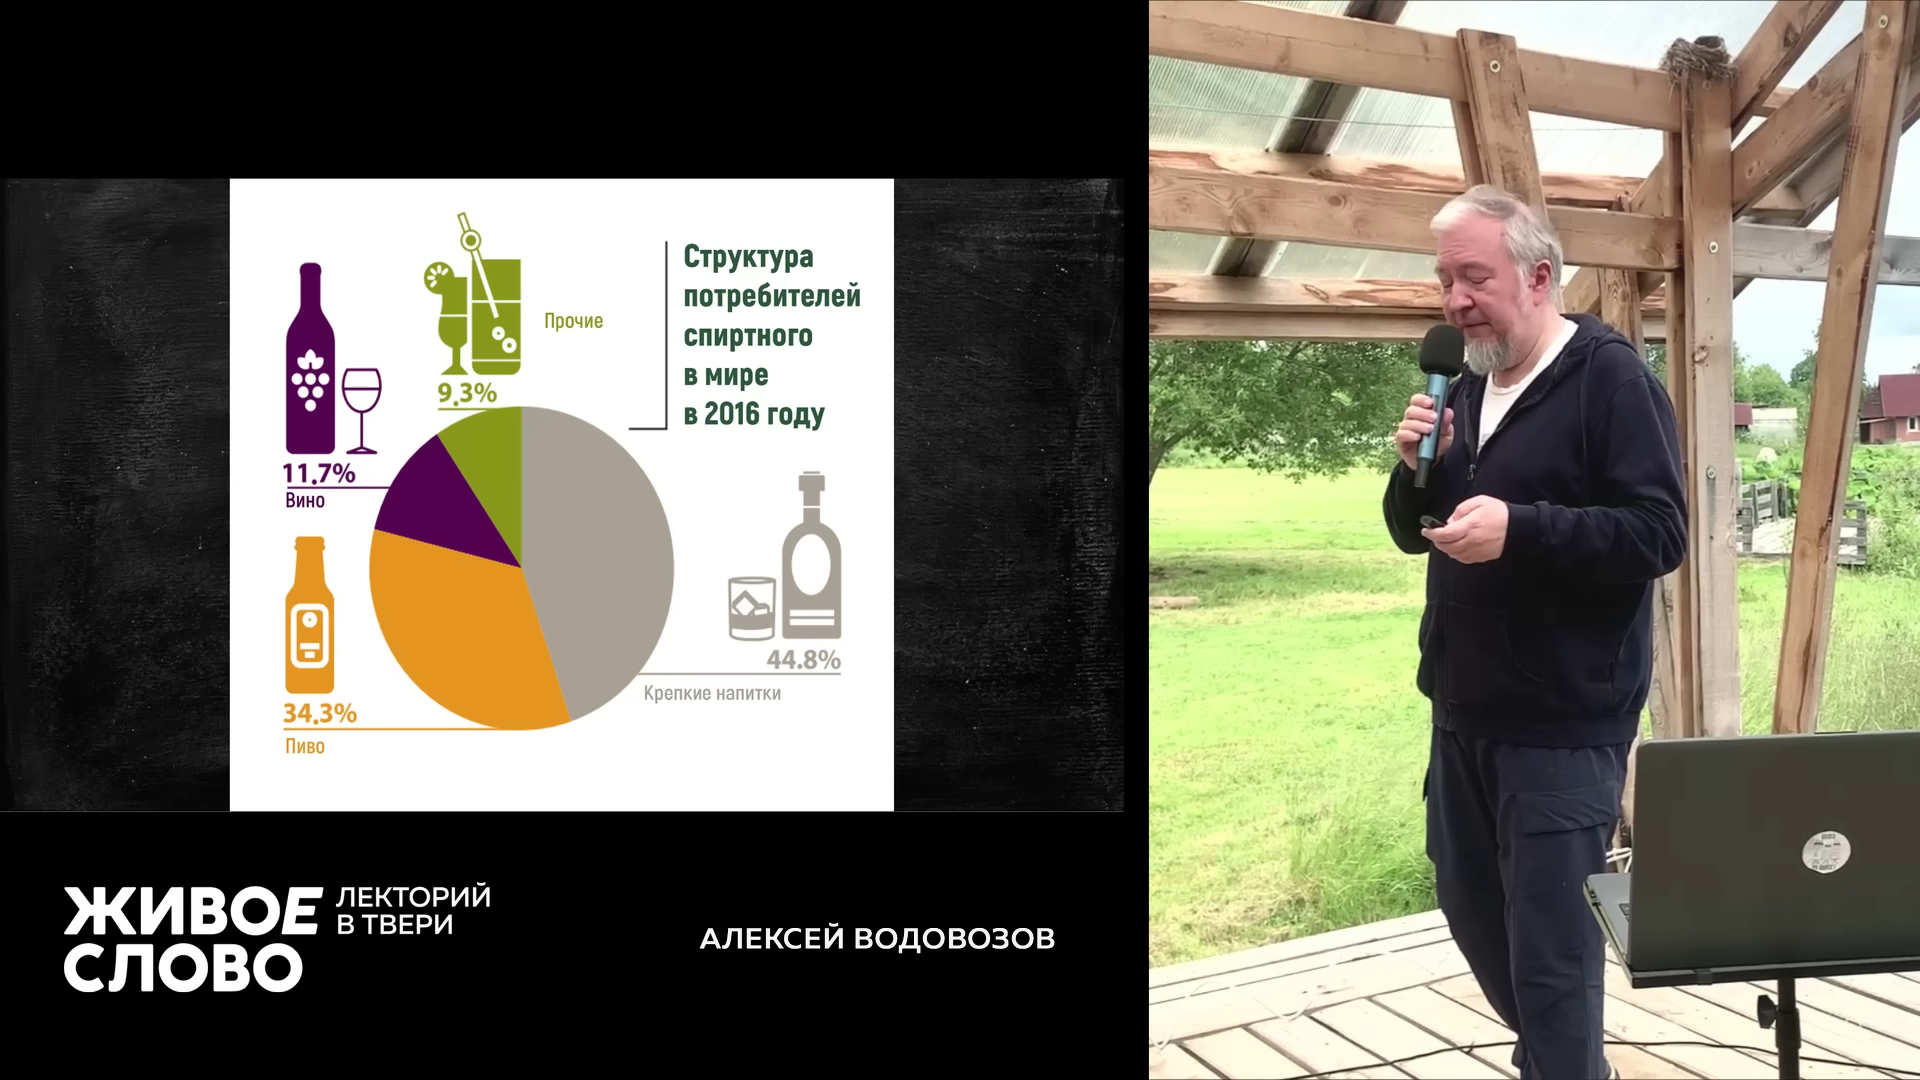 Структура
потребителей
спиртного
в мире
в 2016 году
Прочие
9.3%
11.7%
Вино
34.3%
Пиво
44.8%
Крепкие напитки
ЖИВОЕ
СЛОВО
ЛЕКТОРИЙ
В ТВЕРИ
АЛЕКСЕЙ ВОДОВОЗОВ